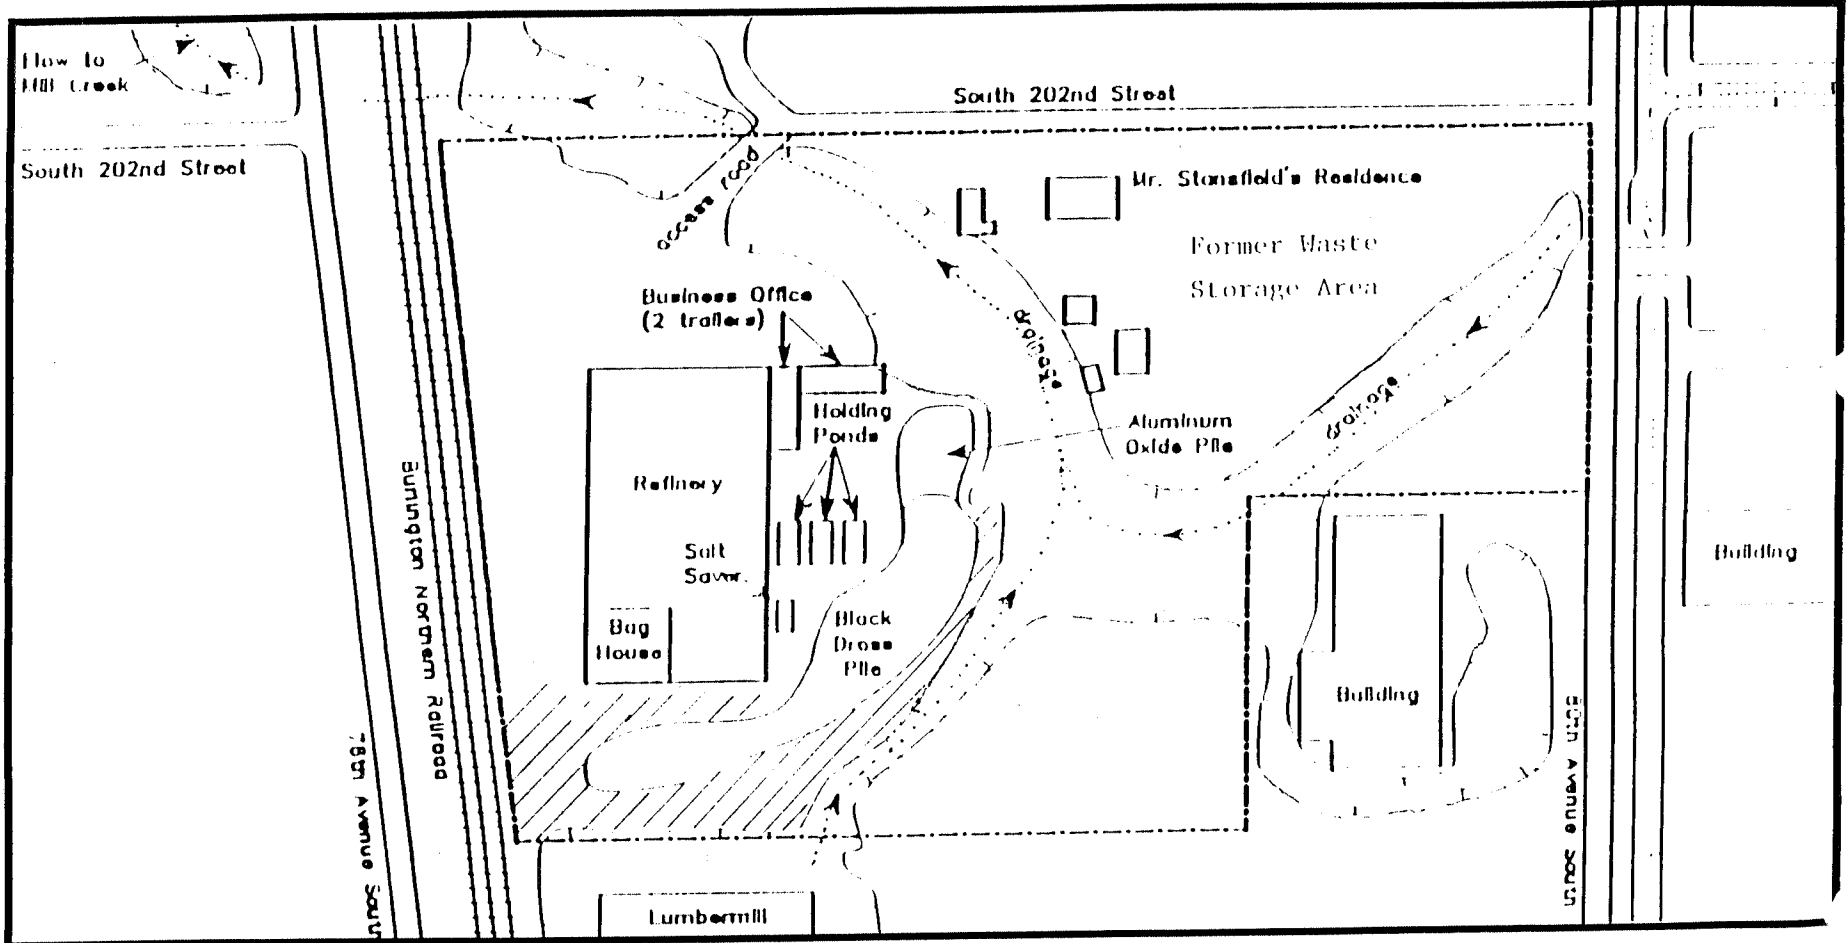 Flow to
Mill Creek
South 202nd Street
South 202nd Street
access road
Mr. Stansfield's Residence
Former Waste
Storage Area
Business Office
(2 trailers)
drainage
drainage
Holding
Ponds
Aluminum
Oxide Pile
Refinery
Salt
Saver.
Bag
House
Black
Dross
Pile
Building
Building
Burlington Northern Railroad
78th Avenue South
80th Avenue South
Lumbermill